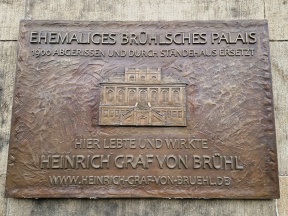 EHEMALIGES BRÜHLSCHES PALAIS
1900 ABGERISSEN UND DURCH STÄNDEHAUS ERSETZT
HIER LEBTE UND WIRKTE
HEINRICH GRAF VON BRÜHL
WWW.HEINRICH-GRAF-VON-BRUEHL.DE